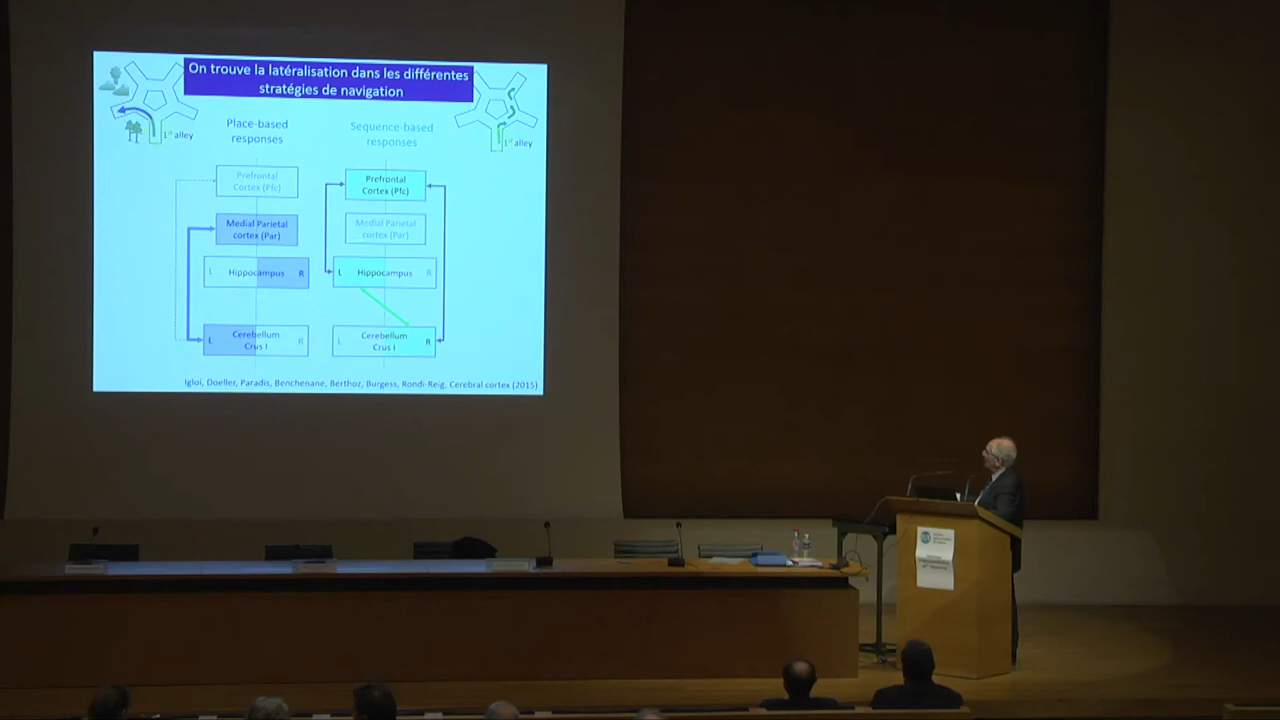 On trouve la latéralisation dans les différentes
stratégies de navigation
1st alley
Place-based
responses
Sequence-based
responses
1st alley
Prefrontal
Cortex (Pfc)
Medial Parietal
cortex (Par)
L Hippocampus R
L Cerebellum R
Crus I
Prefrontal
Cortex (Pfc)
Medial Parietal
cortex (Par)
L Hippocampus R
L Cerebellum R
Crus I
Igloi, Doeller, Paradis, Benchenane, Berthoz, Burgess, Rondi-Reig, Cerebral cortex (2015)